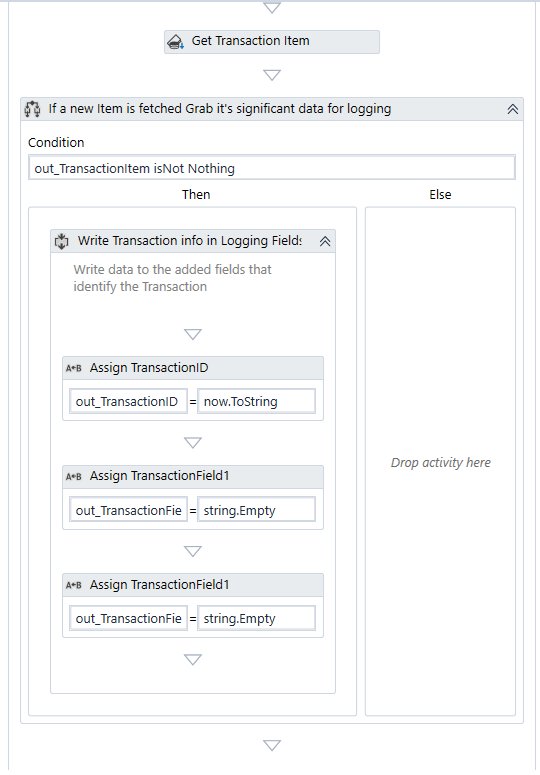 Get Transaction Item
If a new Item is fetched Grab it's significant data for logging
Condition
out_TransactionItem isNot Nothing
Then
Else
Write Transaction info in Logging Fields
Write data to the added fields that
identify the Transaction
A+B Assign TransactionID
out_TransactionID = now.ToString
Drop activity here
A+B Assign TransactionField1
out_TransactionFie = string.Empty
A+B Assign TransactionField1
out_TransactionFie = string.Empty